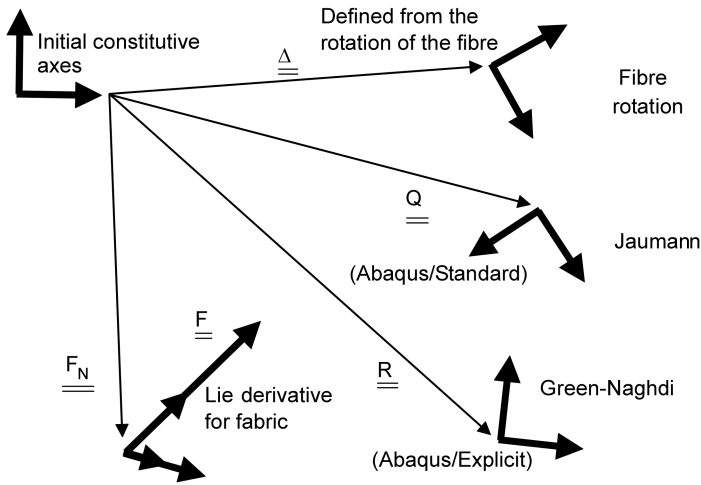 Initial constitutive
axes
Δ
Defined from the
rotation of the fibre
Fibre
rotation
Q
Jaumann
(Abaqus/Standard)
F
F_N
Lie derivative
for fabric
R
Green-Naghdi
(Abaqus/Explicit)